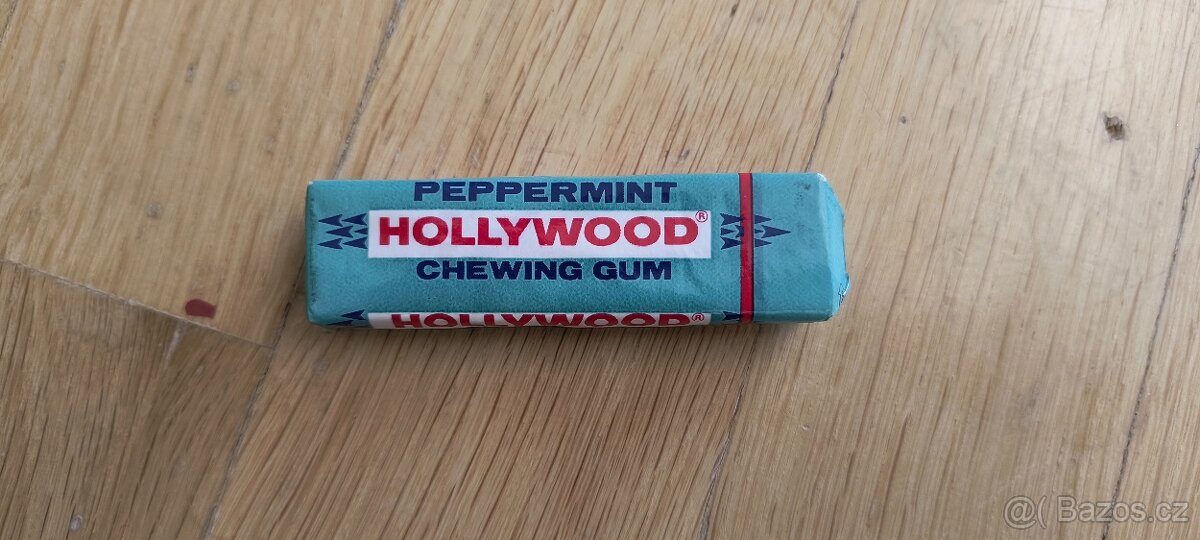 PEPPERMINT
HOLLYWOOD®
CHEWING GUM
HOLLYWOOD®
@( Bazos.cz